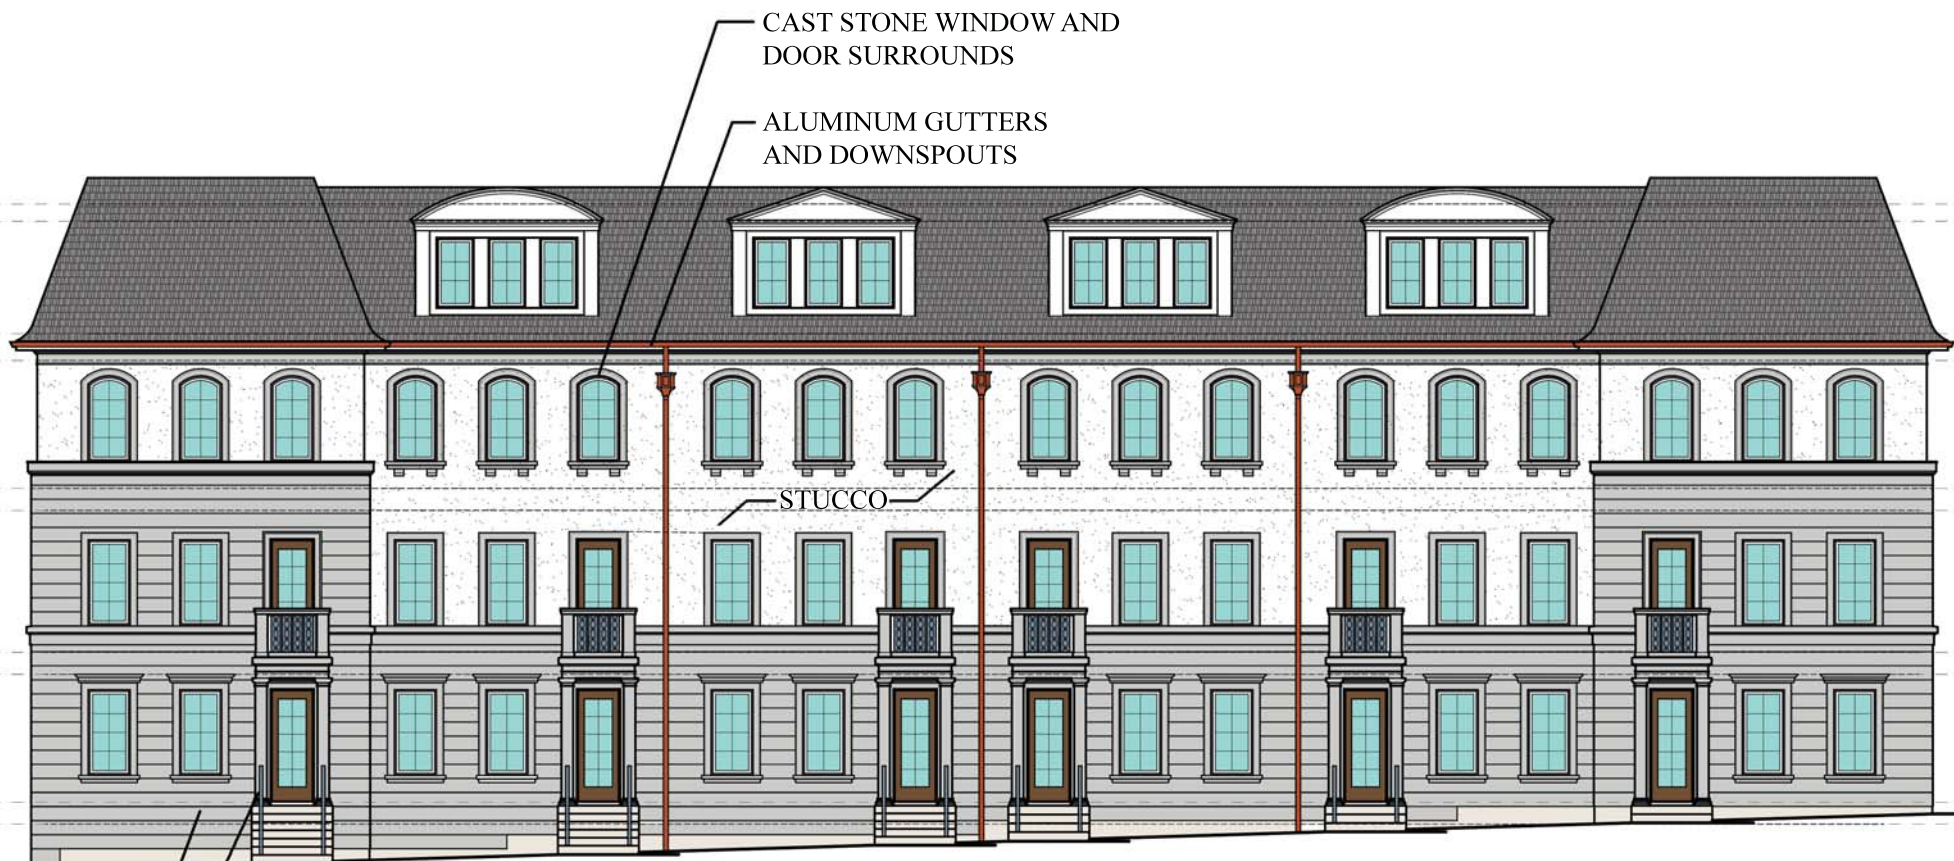 CAST STONE WINDOW AND
DOOR SURROUNDS
ALUMINUM GUTTERS
AND DOWNSPOUTS
STUCCO